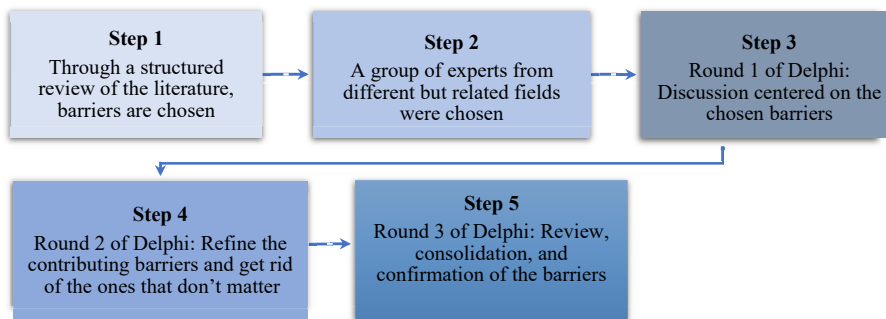 Step 1
Through a structured
review of the literature,
barriers are chosen
Step 2
A group of experts from
different but related fields
were chosen
Step 3
Round 1 of Delphi:
Discussion centered on the
chosen barriers
Step 4
Round 2 of Delphi: Refine the
contributing barriers and get rid
of the ones that don’t matter
Step 5
Round 3 of Delphi: Review,
consolidation, and
confirmation of the barriers